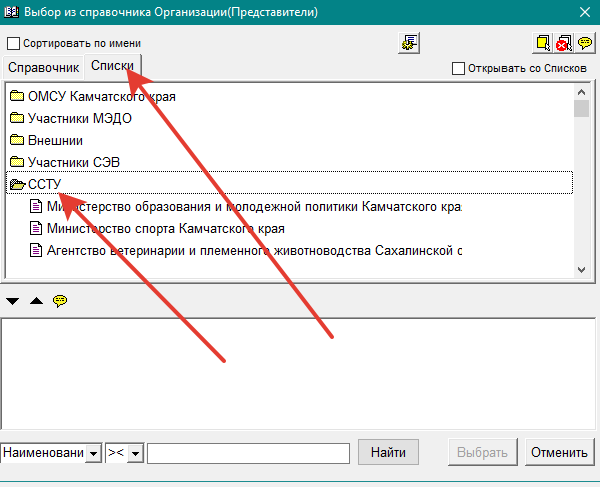 Выбор из справочника Организации(Представители)
Сортировать по имени
Справочник Списки
Открывать со Списков
ОМСУ Камчатского края
Участники МЭДО
Внешнии
Участники СЭВ
ССТУ
Министерство образования и молодежной политики Камчатского кра
Министерство спорта Камчатского края
Агентство ветеринарии и племенного животноводства Сахалинской о
Наименовани >< Найти Выбрать Отменить